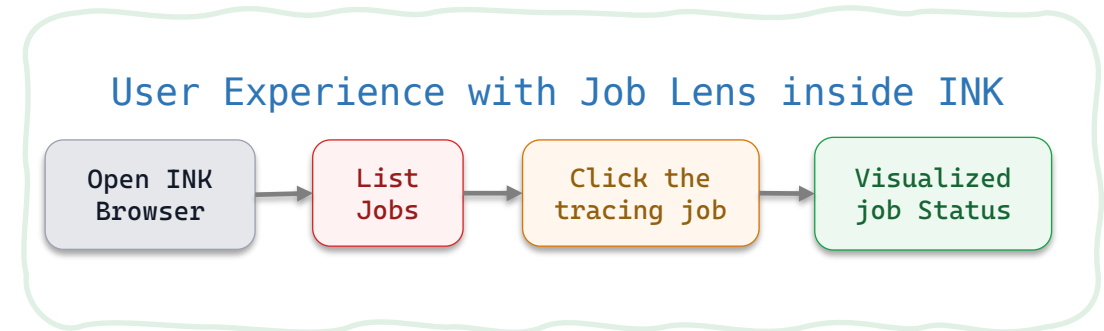 User Experience with Job Lens inside INK
Open INK
Browser
List
Jobs
Click the
tracing job
Visualized
job Status